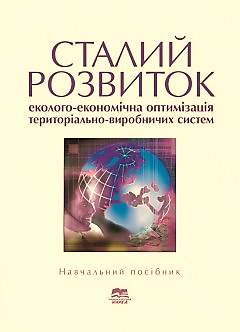 СТАЛИЙ
РОЗВИТОК
еколого-економічна оптимізація
територіально-виробничих систем
Навчальний посібник